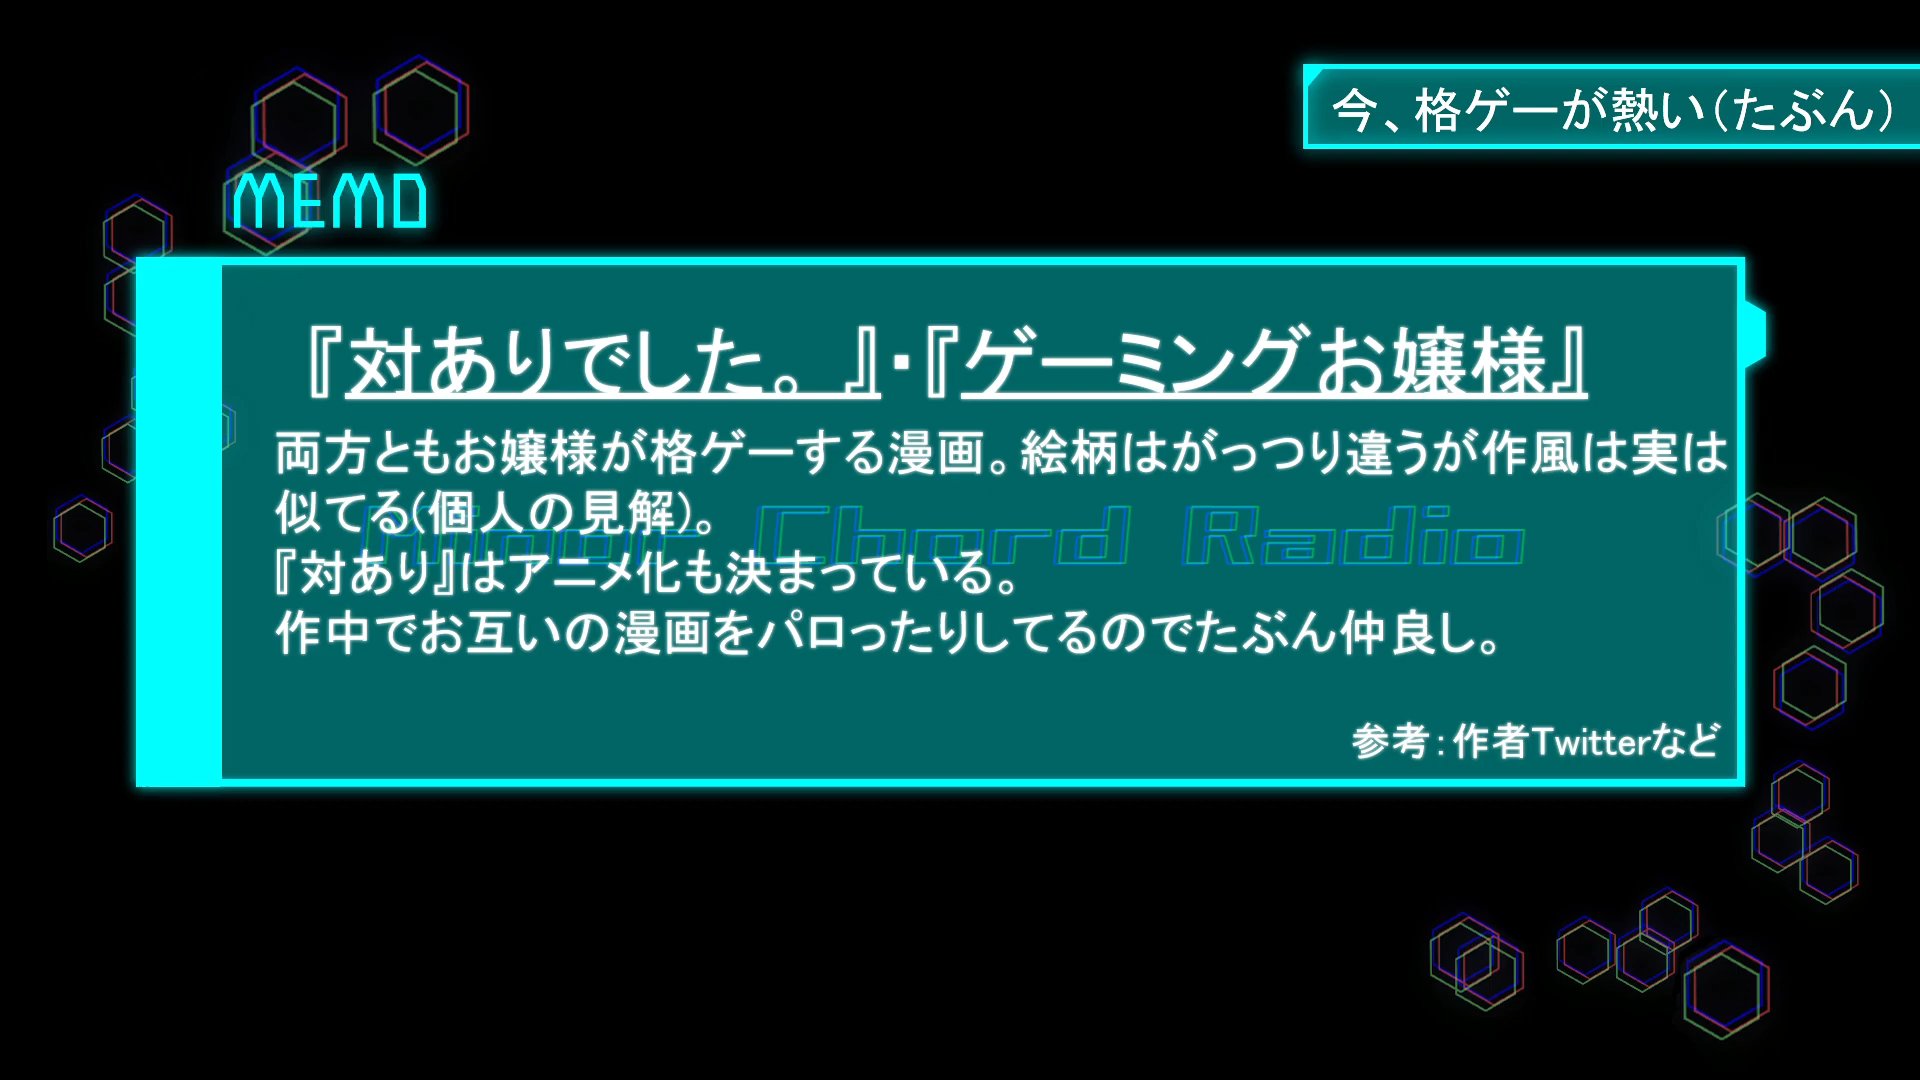 今、格ゲーが熱い(たぶん)
MEMO
『対ありでした。』・『ゲーミングお嬢様』
両方ともお嬢様が格ゲーする漫画。絵柄はがっつり違うが作風は実は
似てる(個人の見解)。
Minor Chord Radio
『対あり』はアニメ化も決まっている。
作中でお互いの漫画をパロったりしてるのでたぶん仲良し。
参考:作者Twitterなど